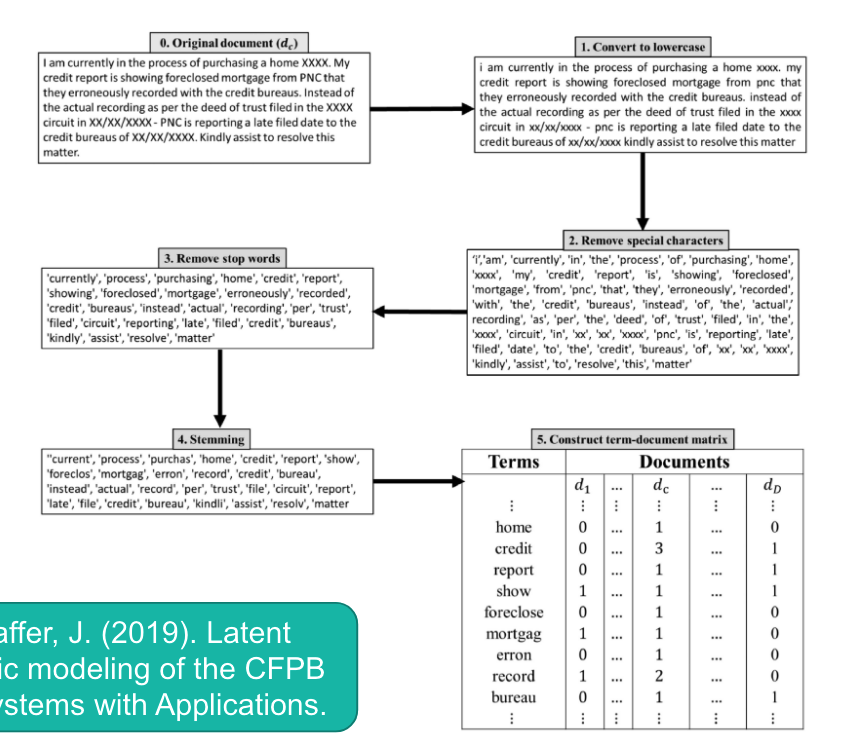 0. Original document (d_c)
I am currently in the process of purchasing a home XXXX. My
credit report is showing foreclosed mortgage from PNC that
they erroneously recorded with the credit bureaus. Instead of
the actual recording as per the deed of trust filed in the XXXX
circuit in XX/XX/XXXX - PNC is reporting a late filed date to the
credit bureaus of XX/XX/XXXX. Kindly assist to resolve this
matter.
1. Convert to lowercase
i am currently in the process of purchasing a home xxxx. my
credit report is showing foreclosed mortgage from pnc that
they erroneously recorded with the credit bureaus. instead of
the actual recording as per the deed of trust filed in the xxxx
circuit in xx/xx/xxxx - pnc is reporting a late filed date to the
credit bureaus of xx/xx/xxxx kindly assist to resolve this matter
2. Remove special characters
'i','am', 'currently', 'in', 'the', 'process', 'of', 'purchasing', 'home',
'xxxx', 'my', 'credit', 'report', 'is', 'showing', 'foreclosed',
'mortgage', 'from', 'pnc', 'that', 'they', 'erroneously', 'recorded',
'with', 'the', 'credit', 'bureaus', 'instead', 'of', 'the', 'actual',
recording', 'as', 'per', 'the', 'deed', 'of', 'trust', 'filed', 'in', 'the',
'xxxx', 'circuit', 'in', 'xx', 'xx', 'xxxx', 'pnc', 'is', 'reporting', 'late',
'filed', 'date', 'to', 'the', 'credit', 'bureaus', 'of', 'xx', 'xx', 'xxxx',
'kindly', 'assist', 'to', 'resolve', 'this', 'matter'
3. Remove stop words
'currently', 'process', 'purchasing', 'home', 'credit', 'report',
'showing', 'foreclosed', 'mortgage', 'erroneously', 'recorded',
'credit', 'bureaus', 'instead', 'actual', 'recording', 'per', 'trust',
'filed', 'circuit', 'reporting', 'late', 'filed', 'credit', 'bureaus',
'kindly', 'assist', 'resolve', 'matter'
4. Stemming
''current', 'process', 'purchas', 'home', 'credit', 'report', 'show',
'foreclos', 'mortgag', 'erron', 'record', 'credit', 'bureau',
'instead', 'actual', 'record', 'per', 'trust', 'file', 'circuit', 'report',
'late', 'file', 'credit', 'bureau', 'kindli', 'assist', 'resolv', 'matter
5. Construct term-document matrix
Terms Documents
d_1 ... d_c ... d_D
⋮ ⋮ ⋮ ⋮ ⋮ ⋮
home 0 ... 1 ... 0
credit 0 ... 3 ... 1
report 0 ... 1 ... 1
show 1 ... 1 ... 1
foreclose 0 ... 1 ... 0
mortgag 1 ... 1 ... 0
erron 0 ... 1 ... 0
record 1 ... 2 ... 0
bureau 0 ... 1 ... 1
⋮ ⋮ ⋮ ⋮ ⋮ ⋮
affer, J. (2019). Latent
ic modeling of the CFPB
ystems with Applications.